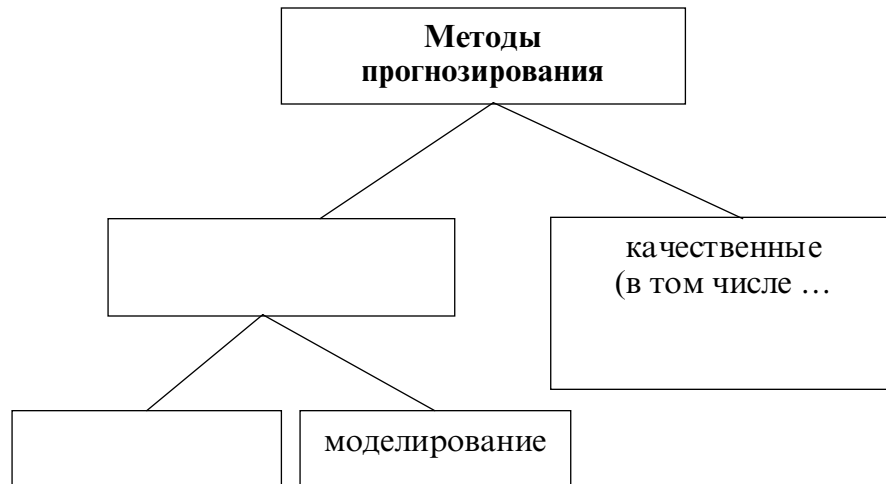 Методы
прогнозирования
качественные
(в том числе …
моделирование